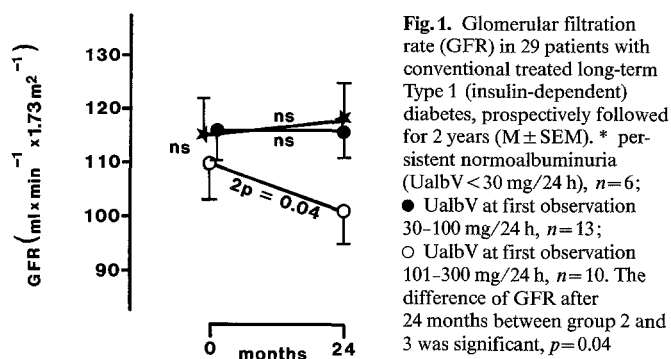 GFR (ml x min⁻¹ x1.73m⁻²)
130
120
110
100
90
ns
ns
ns
2p = 0.04
0
24
months
Fig. 1. Glomerular filtration
rate (GFR) in 29 patients with
conventional treated long-term
Type 1 (insulin-dependent)
diabetes, prospectively followed
for 2 years (M ± SEM). * per-
sistent normoalbuminuria
(UalbV < 30 mg/24 h), n=6;
● UalbV at first observation
30–100 mg/24 h, n=13;
○ UalbV at first observation
101–300 mg/24 h, n=10. The
difference of GFR after
24 months between group 2 and
3 was significant, p=0.04